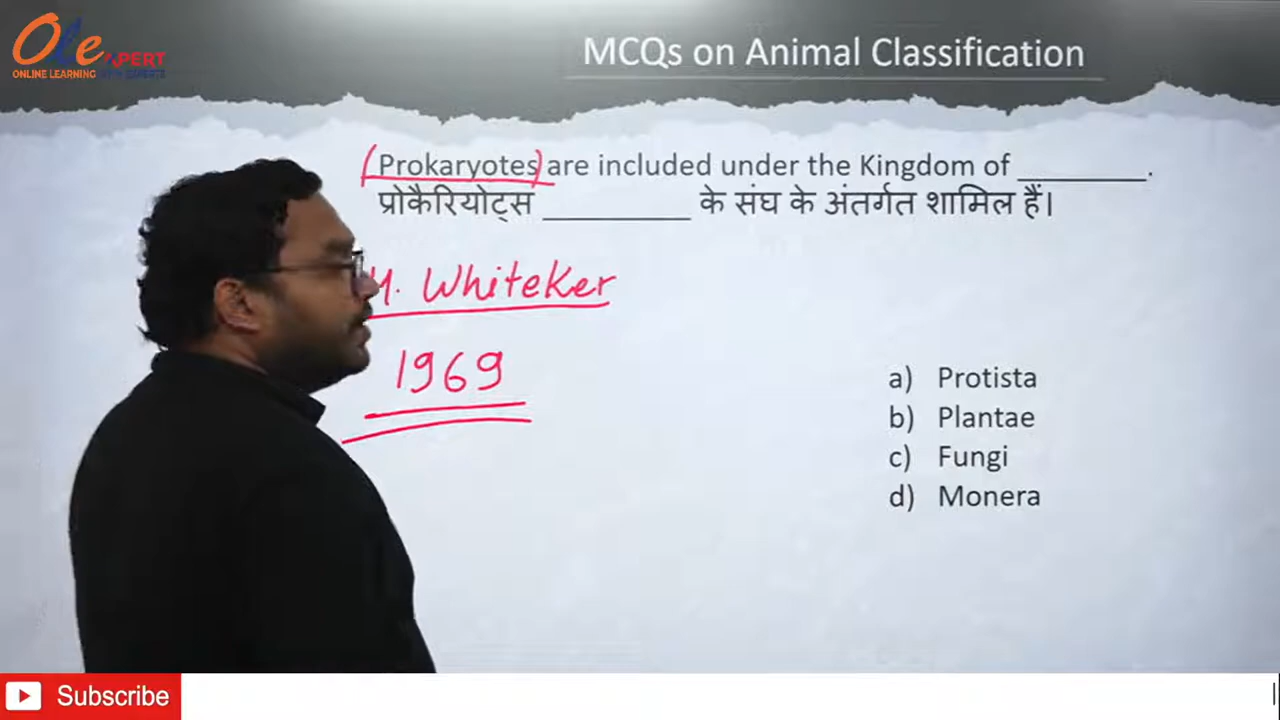 Ole
XPERT
ONLINE LEARNING
MCQs on Animal Classification
(Prokaryotes) are included under the Kingdom of ________.
प्रोकैरियोट्स __________ के संघ के अंतर्गत शामिल हैं।
H. WhiteKer
1969
a) Protista
b) Plantae
c) Fungi
d) Monera
Subscribe